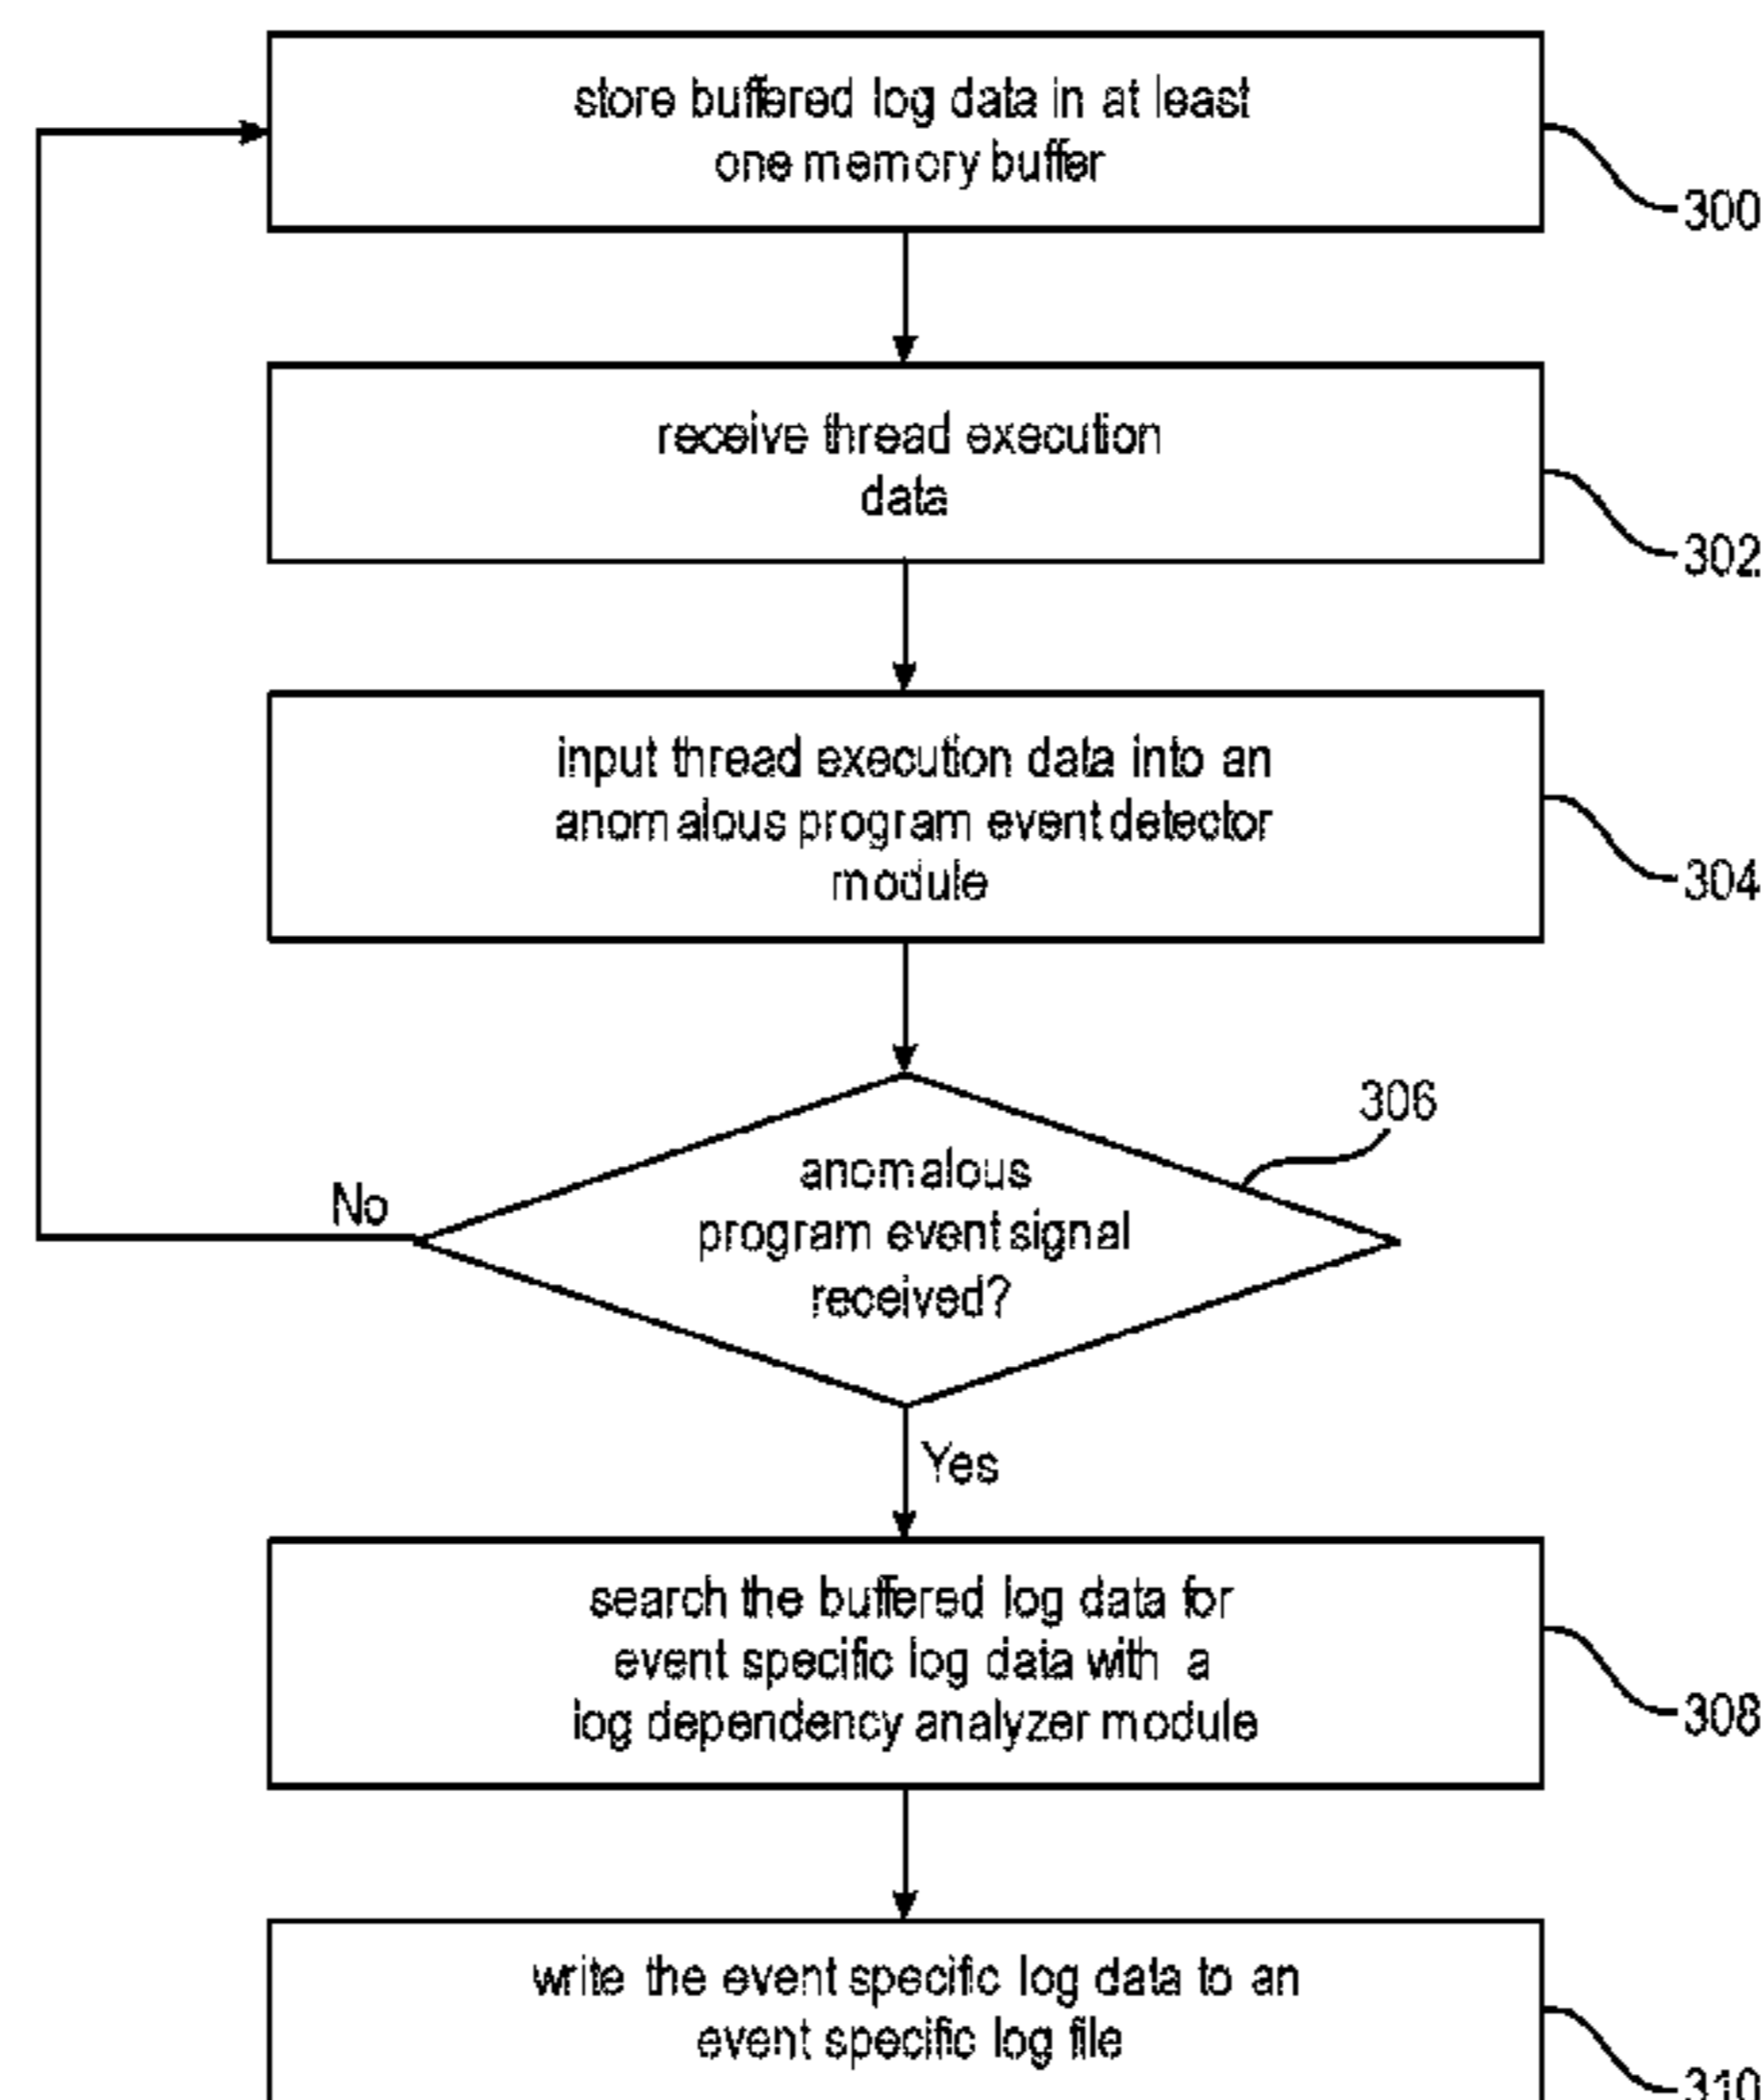 store buffered log data in at least
one memory buffer
300
receive thread execution
data
302
input thread execution data into an
anomalous program event detector
module
304
306
anomalous
program event signal
received?
No
Yes
search the buffered log data for
event specific log data with a
log dependency analyzer module
308
write the event specific log data to an
event specific log file
310